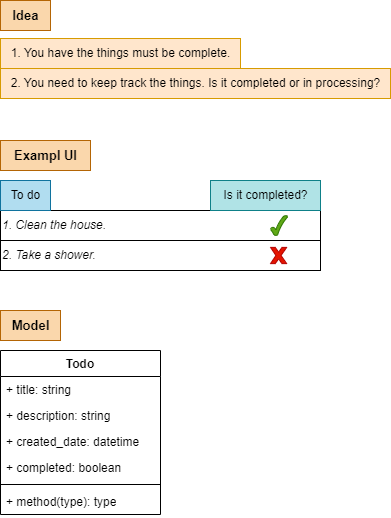 Idea
1. You have the things must be complete.
2. You need to keep track the things. Is it completed or in processing?
Exampl UI
To do
Is it completed?
1. Clean the house.
2. Take a shower.
Model
Todo
+ title: string
+ description: string
+ created_date: datetime
+ completed: boolean
+ method(type): type